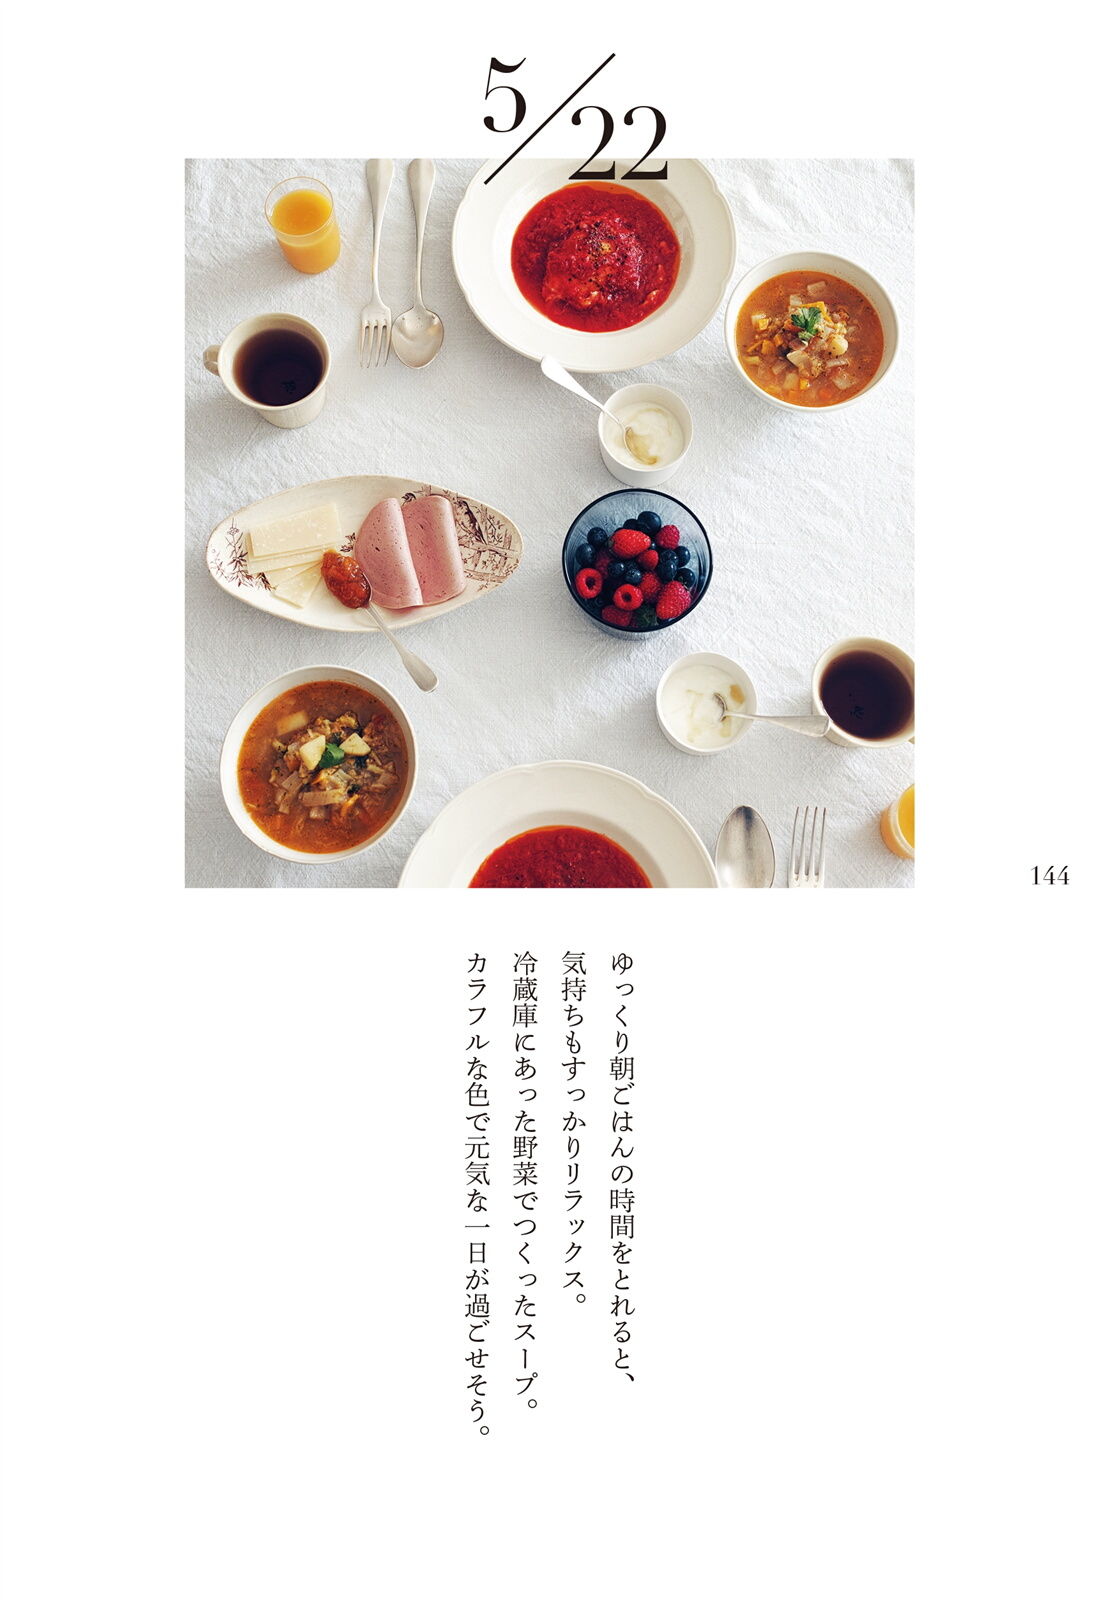 5/22
ゆっくり朝ごはんの時間をとれると、
気持ちもすっかりリラックス。
冷蔵庫にあった野菜でつくったスープ。
カラフルな色で元気な一日が過ごせそう。
144